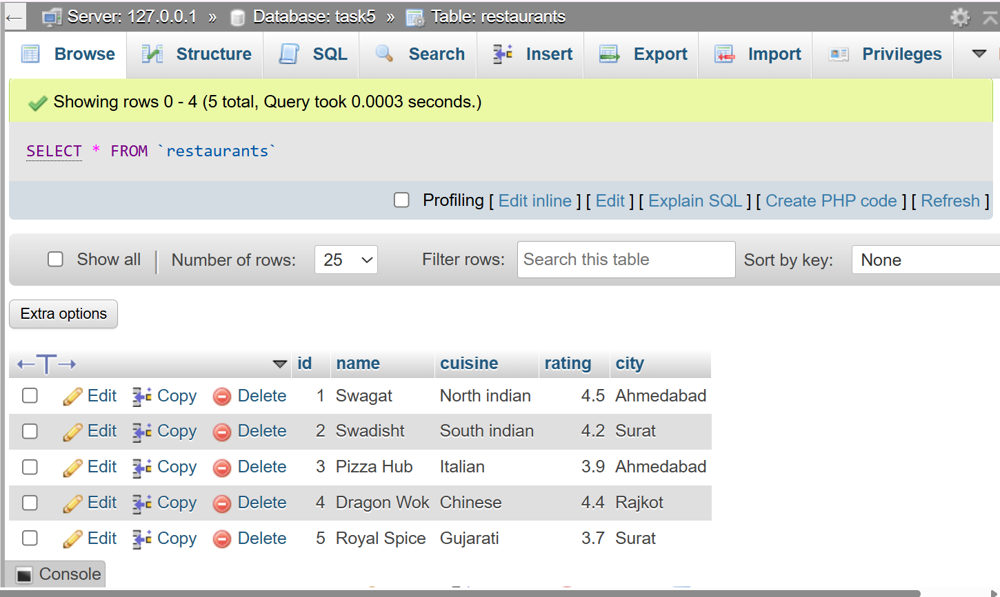 ← Server: 127.0.0.1 » Database: task5 » Table: restaurants
Browse Structure SQL Search Insert Export Import Privileges
Showing rows 0 - 4 (5 total, Query took 0.0003 seconds.)
SELECT * FROM `restaurants`
Profiling [ Edit inline ] [ Edit ] [ Explain SQL ] [ Create PHP code ] [ Refresh ]
Show all | Number of rows: 25 Filter rows: Search this table Sort by key: None
Extra options
←T→ id name cuisine rating city
Edit Copy Delete 1 Swagat North indian 4.5 Ahmedabad
Edit Copy Delete 2 Swadisht South indian 4.2 Surat
Edit Copy Delete 3 Pizza Hub Italian 3.9 Ahmedabad
Edit Copy Delete 4 Dragon Wok Chinese 4.4 Rajkot
Edit Copy Delete 5 Royal Spice Gujarati 3.7 Surat
Console